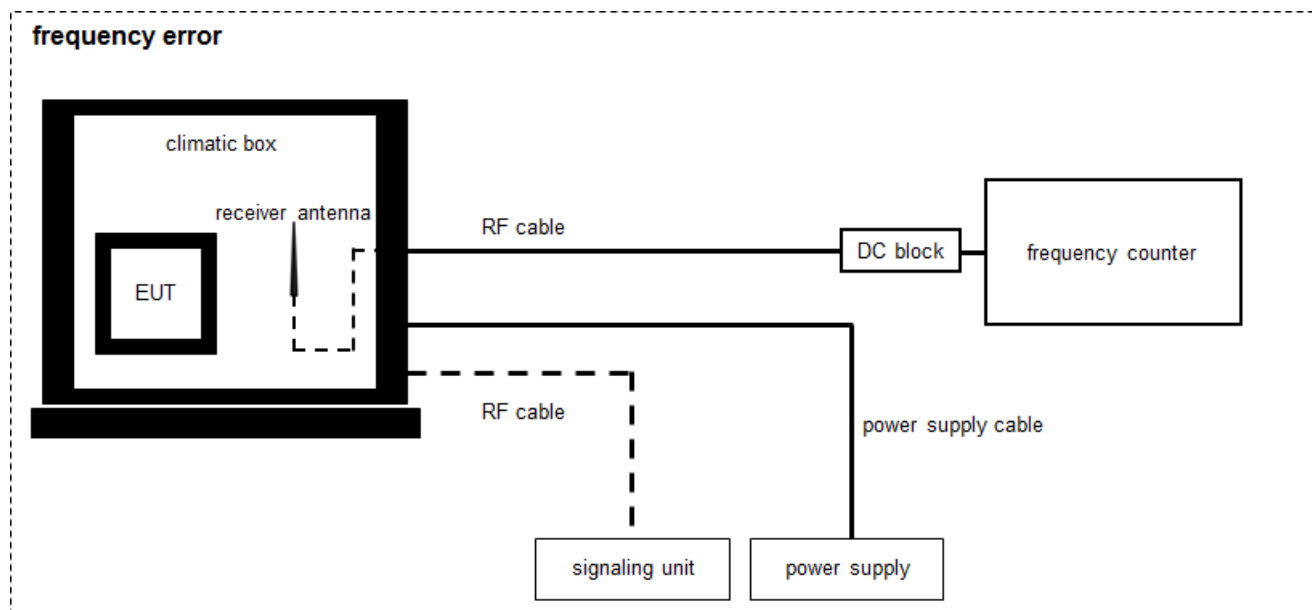 frequency error
climatic box
receiver antenna
EUT
RF cable
DC block
frequency counter
RF cable
power supply cable
signaling unit
power supply